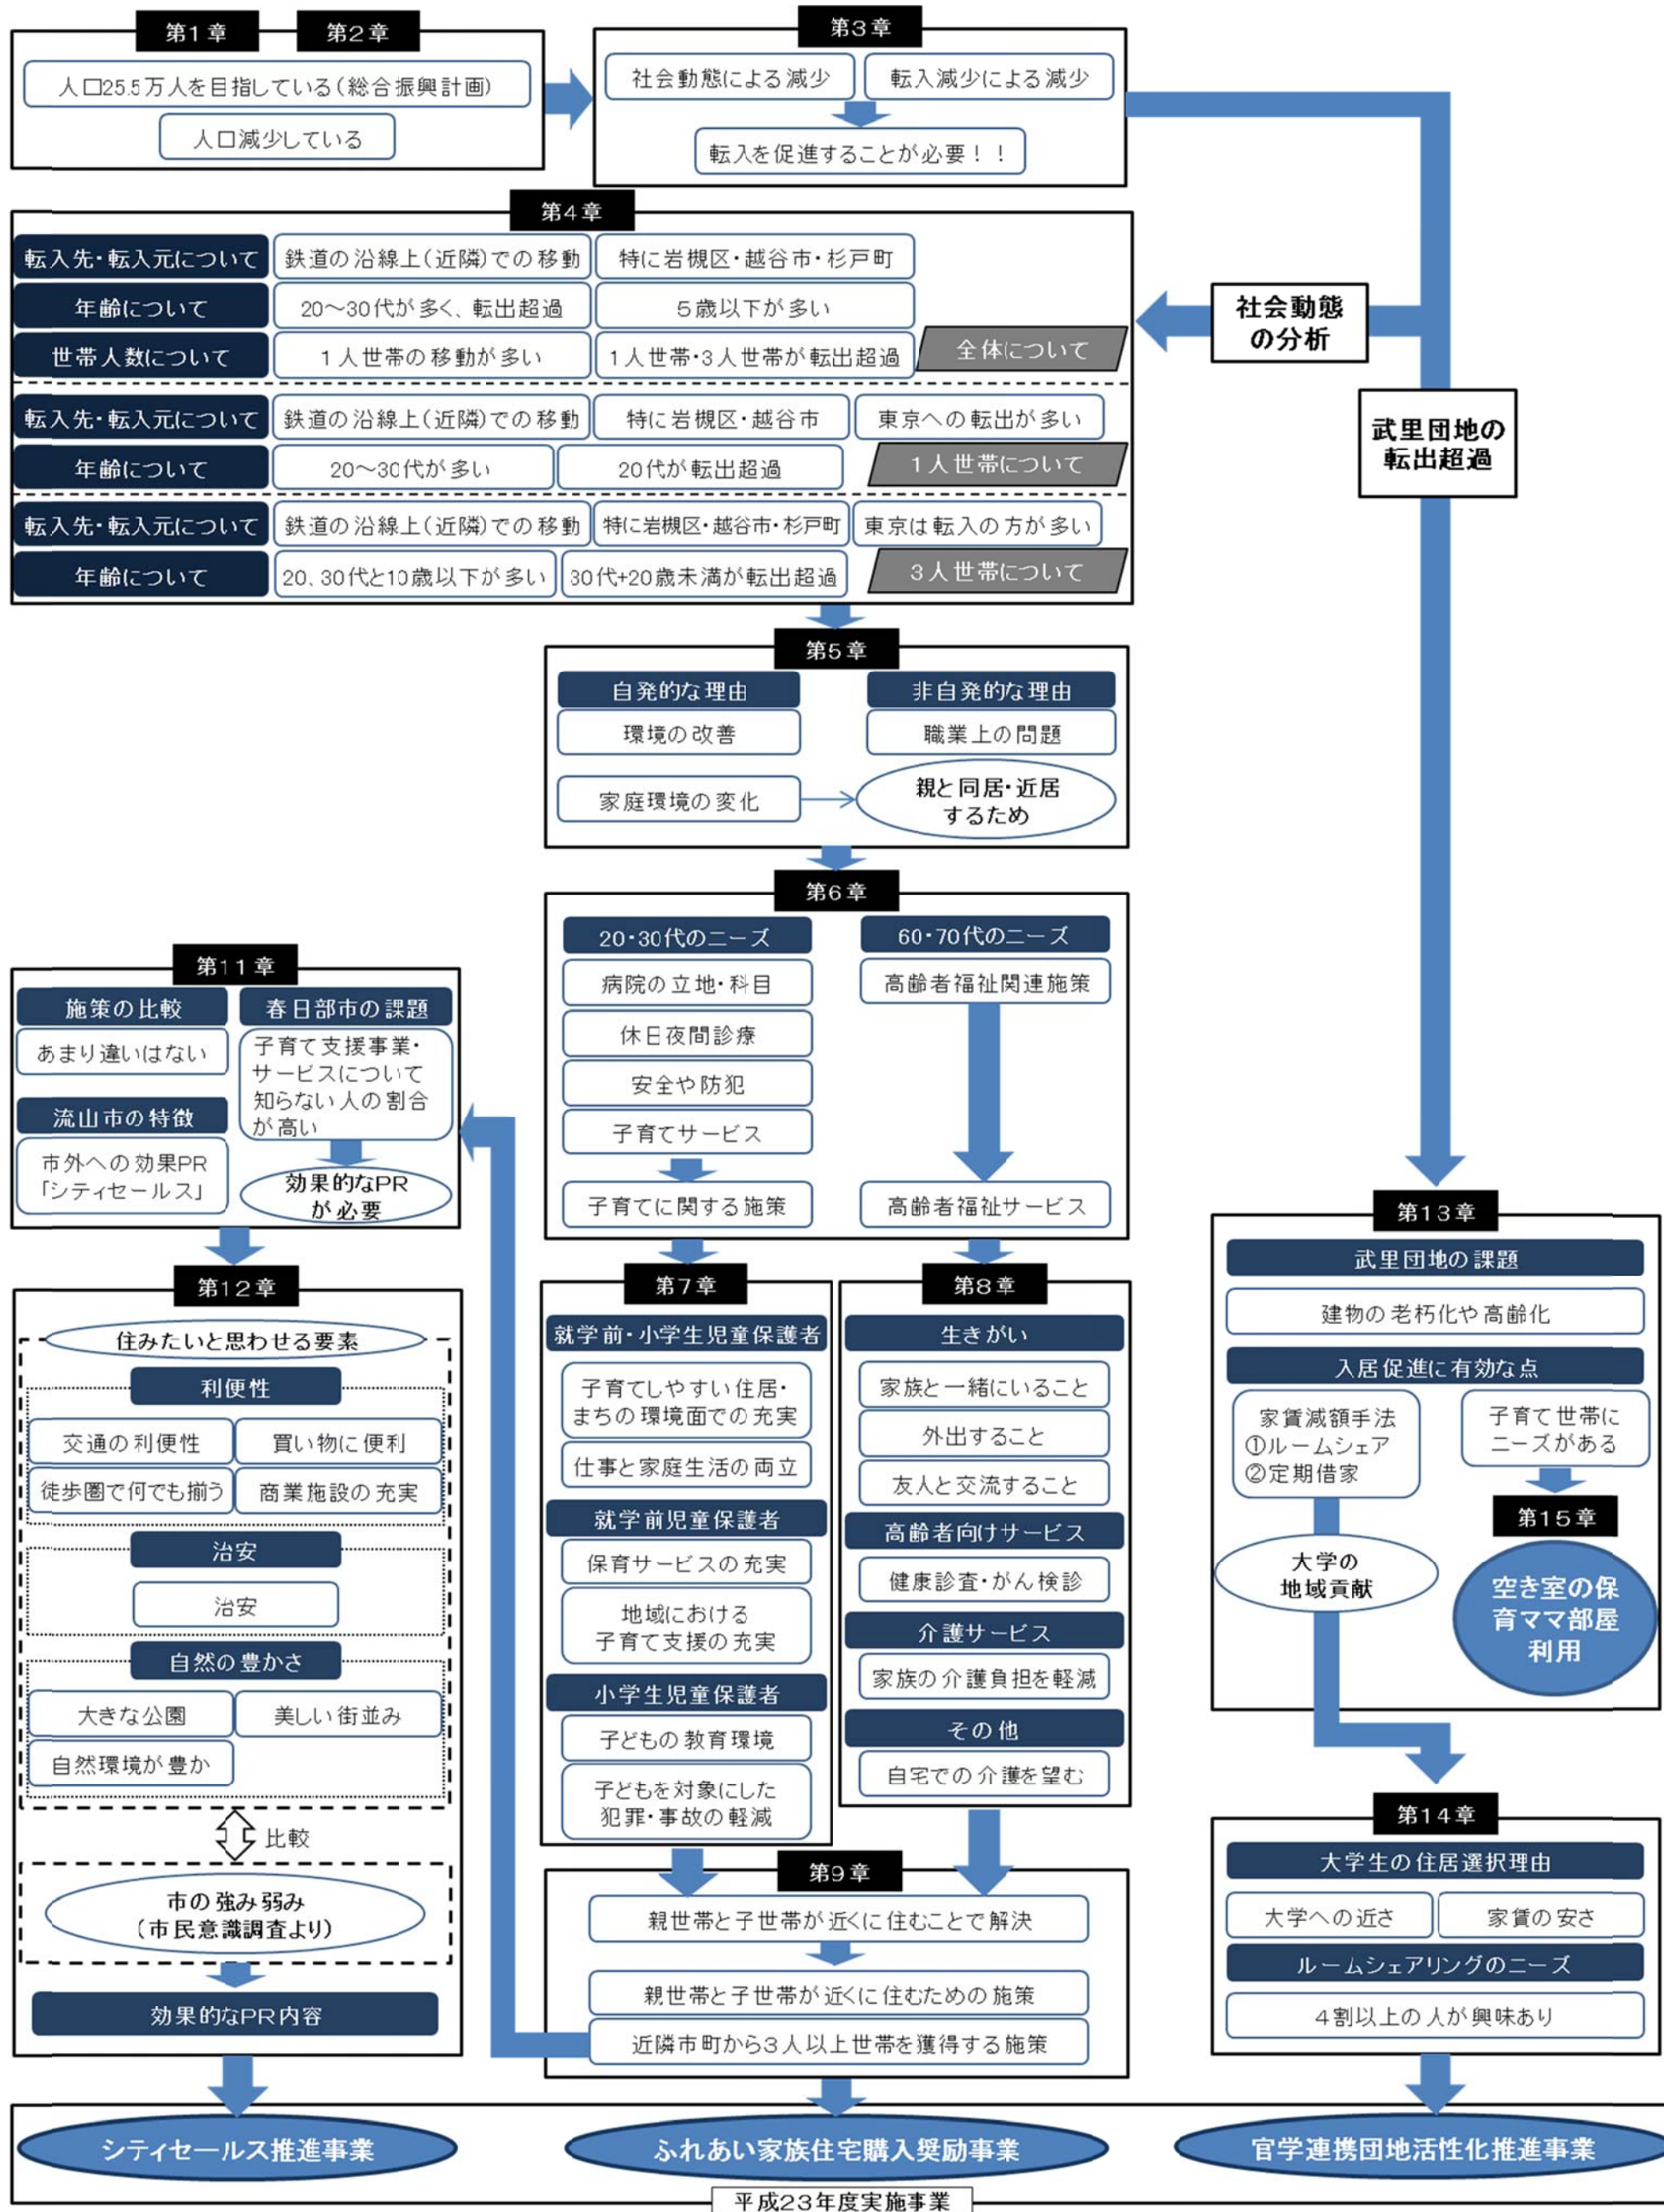 第1章
第2章
人口25.5万人を目指している(総合振興計画)
人口減少している
第3章
社会動態による減少
転入減少による減少
転入を促進することが必要!!
第4章
転入先・転入元について
鉄道の沿線上(近隣)での移動
特に岩槻区・越谷市・杉戸町
年齢について
20～30代が多く、転出超過
5歳以下が多い
世帯人数について
1人世帯の移動が多い
1人世帯・3人世帯が転出超過
全体について
転入先・転入元について
鉄道の沿線上(近隣)での移動
特に岩槻区・越谷市
東京への転出が多い
年齢について
20～30代が多い
20代が転出超過
1人世帯について
転入先・転入元について
鉄道の沿線上(近隣)での移動
特に岩槻区・越谷市・杉戸町
東京は転入の方が多い
年齢について
20、30代と10歳以下が多い
30代+20歳未満が転出超過
3人世帯について
社会動態
の分析
武里団地の
転出超過
第5章
自発的な理由
環境の改善
家庭環境の変化
非自発的な理由
職業上の問題
親と同居・近居
するため
第6章
20・30代のニーズ
病院の立地・科目
休日夜間診療
安全や防犯
子育てサービス
子育てに関する施策
60・70代のニーズ
高齢者福祉関連施策
高齢者福祉サービス
第7章
就学前・小学生児童保護者
子育てしやすい住居・
まちの環境面での充実
仕事と家庭生活の両立
就学前児童保護者
保育サービスの充実
地域における
子育て支援の充実
小学生児童保護者
子どもの教育環境
子どもを対象にした
犯罪・事故の軽減
第8章
生きがい
家族と一緒にいること
外出すること
友人と交流すること
高齢者向けサービス
健康診査・がん検診
介護サービス
家族の介護負担を軽減
その他
自宅での介護を望む
第9章
親世帯と子世帯が近くに住むことで解決
親世帯と子世帯が近くに住むための施策
近隣市町から3人以上世帯を獲得する施策
第11章
施策の比較
あまり違いはない
流山市の特徴
市外への効果PR
「シティセールス」
春日部市の課題
子育て支援事業・
サービスについて
知らない人の割合
が高い
効果的なPR
が必要
第12章
住みたいと思わせる要素
利便性
交通の利便性
買い物に便利
徒歩圏で何でも揃う
商業施設の充実
治安
治安
自然の豊かさ
大きな公園
美しい街並み
自然環境が豊か
比較
市の強み弱み
(市民意識調査より)
効果的なPR内容
第13章
武里団地の課題
建物の老朽化や高齢化
入居促進に有効な点
家賃減額手法
①ルームシェア
②定期借家
子育て世帯に
ニーズがある
大学の
地域貢献
第15章
空き室の保
育ママ部屋
利用
第14章
大学生の住居選択理由
大学への近さ
家賃の安さ
ルームシェアリングのニーズ
4割以上の人が興味あり
シティセールス推進事業
ふれあい家族住宅購入奨励事業
官学連携団地活性化推進事業
平成23年度実施事業